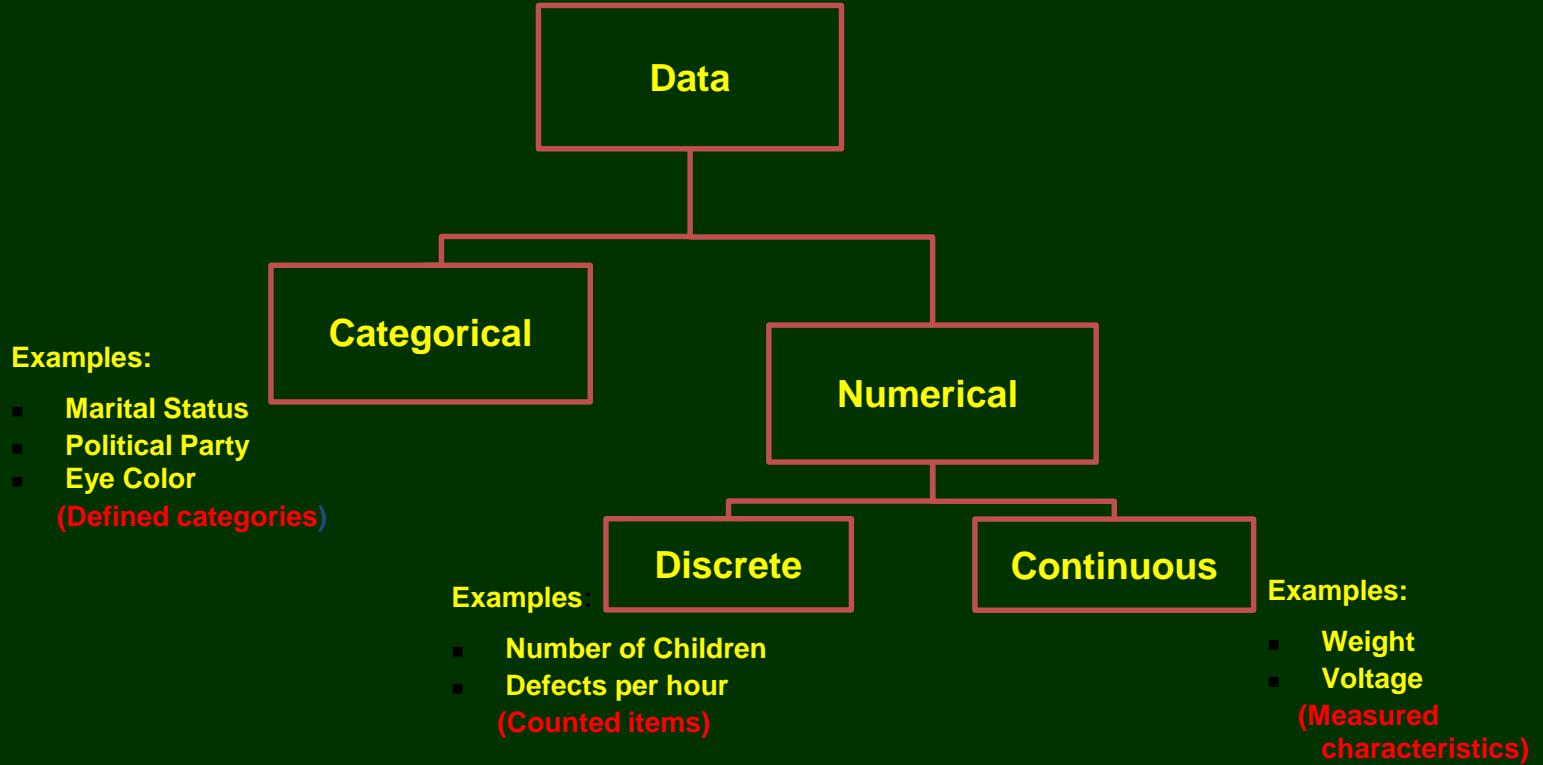 Data
Categorical
Examples:
Marital Status
Political Party
Eye Color
(Defined categories)
Numerical
Discrete
Examples:
Number of Children
Defects per hour
(Counted items)
Continuous
Examples:
Weight
Voltage
(Measured
characteristics)